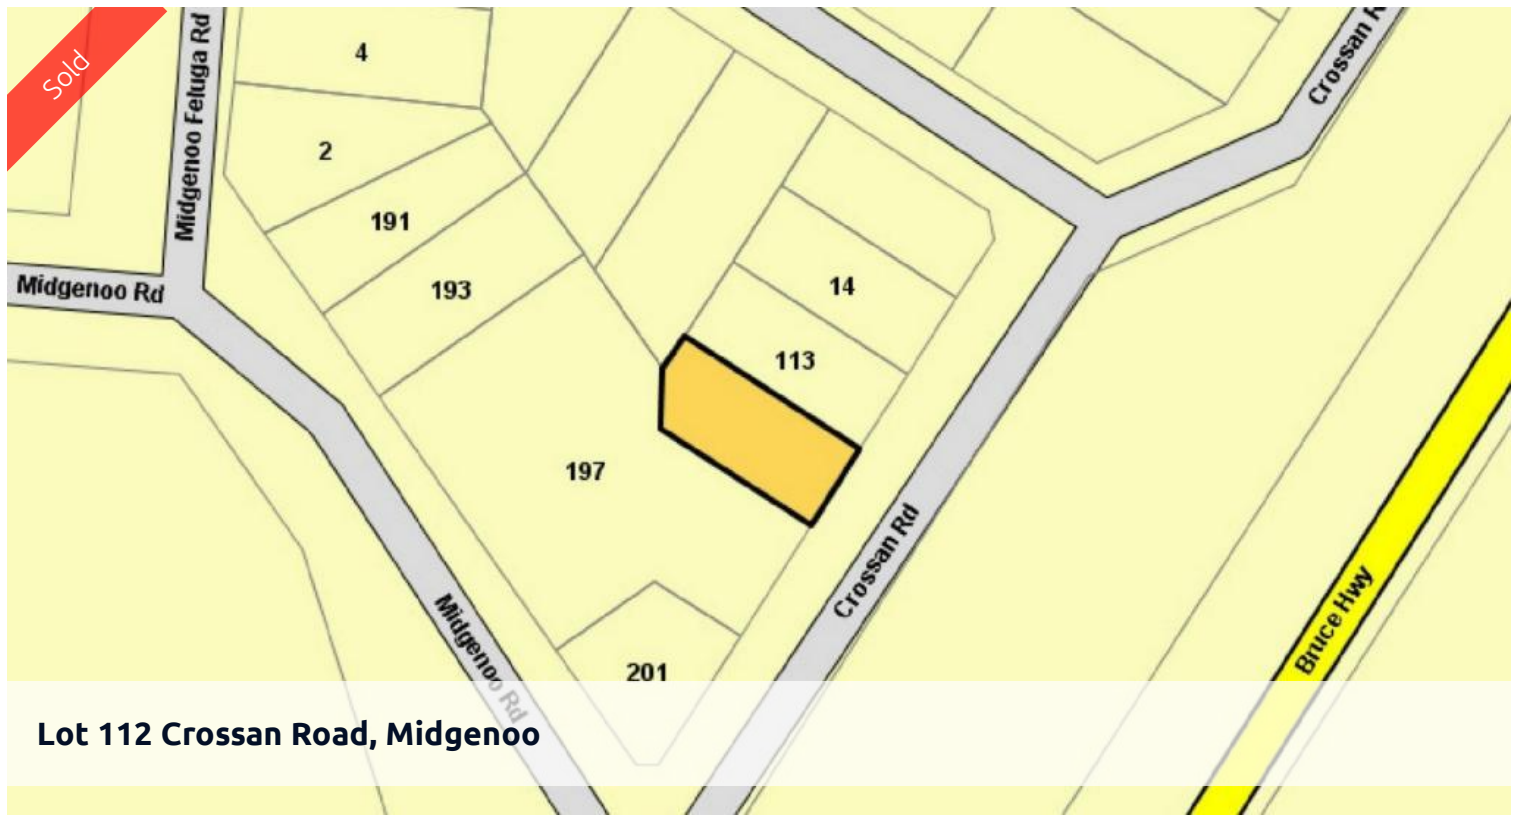 Sold
Midgenoo Feluga Rd
4
Crossan R
2
191
193
14
Midgenoo Rd
113
197
Crossan Rd
Bruce Hwy
Midgenoo Rd
201
Lot 112 Crossan Road, Midgenoo